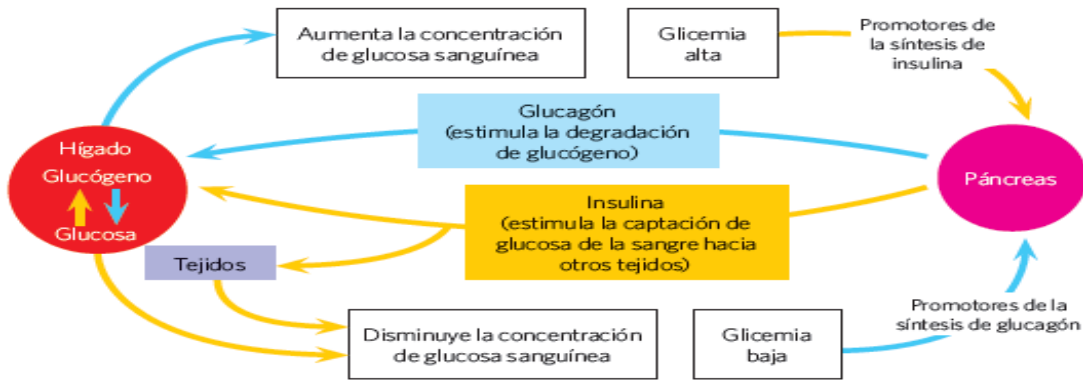 Aumenta la concentración
de glucosa sanguínea
Glicemia
alta
Promotores de
la síntesis de
insulina
Glucagón
(estimula la degradación
de glucógeno)
Hígado
Glucógeno
Glucosa
Páncreas
Insulina
(estimula la captación de
glucosa de la sangre hacia
otros tejidos)
Tejidos
Disminuye la concentración
de glucosa sanguínea
Glicemia
baja
Promotores de la
síntesis de glucagón